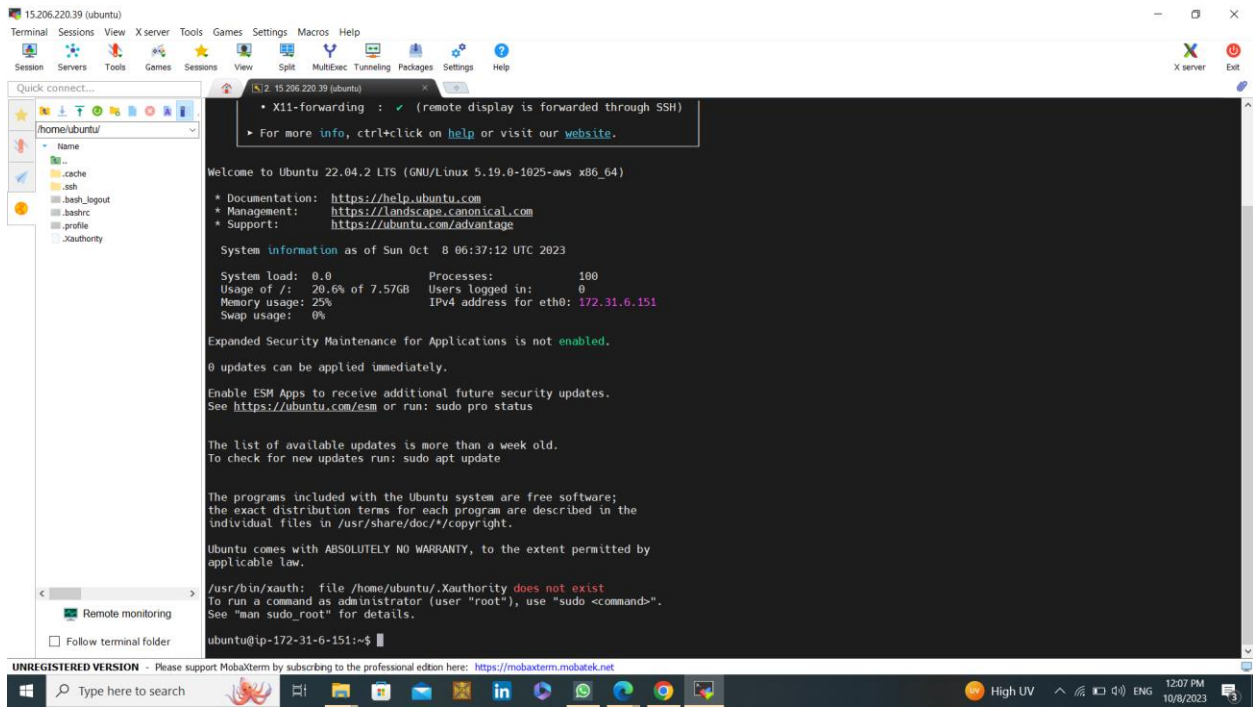 15.206.220.39 (ubuntu)
Terminal Sessions View X server Tools Games Settings Macros Help
Session Servers Tools Games Sessions View Split MultiExec Tunneling Packages Settings Help X server Exit
Quick connect...
2. 15.206.220.39 (ubuntu)
/home/ubuntu/
Name
..
.cache
.ssh
.bash_logout
.bashrc
.profile
.Xauthority
Remote monitoring
Follow terminal folder
• X11-forwarding : ✔ (remote display is forwarded through SSH)
► For more info, ctrl+click on help or visit our website.
Welcome to Ubuntu 22.04.2 LTS (GNU/Linux 5.19.0-1025-aws x86_64)
* Documentation: https://help.ubuntu.com
* Management: https://landscape.canonical.com
* Support: https://ubuntu.com/advantage
System information as of Sun Oct 8 06:37:12 UTC 2023
System load: 0.0 Processes: 100
Usage of /: 20.6% of 7.57GB Users logged in: 0
Memory usage: 25% IPv4 address for eth0: 172.31.6.151
Swap usage: 0%
Expanded Security Maintenance for Applications is not enabled.
0 updates can be applied immediately.
Enable ESM Apps to receive additional future security updates.
See https://ubuntu.com/esm or run: sudo pro status
The list of available updates is more than a week old.
To check for new updates run: sudo apt update
The programs included with the Ubuntu system are free software;
the exact distribution terms for each program are described in the
individual files in /usr/share/doc/*/copyright.
Ubuntu comes with ABSOLUTELY NO WARRANTY, to the extent permitted by
applicable law.
/usr/bin/xauth: file /home/ubuntu/.Xauthority does not exist
To run a command as administrator (user "root"), use "sudo <command>".
See "man sudo_root" for details.
ubuntu@ip-172-31-6-151:~$
UNREGISTERED VERSION - Please support MobaXterm by subscribing to the professional edition here: https://mobaxterm.mobatek.net
Type here to search
High UV
ENG
12:07 PM
10/8/2023